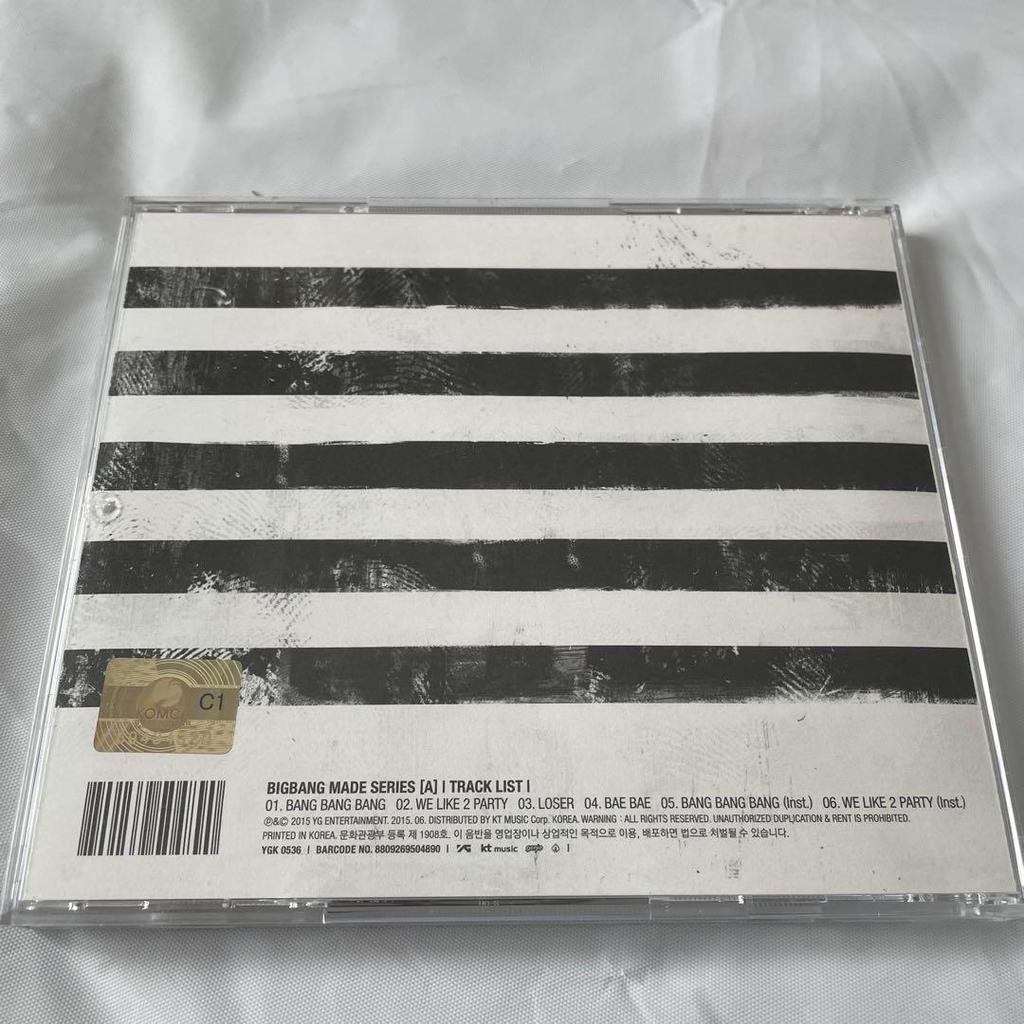 KOMCA C1
BIGBANG MADE SERIES [A] I TRACK LIST I
01. BANG BANG BANG 02. WE LIKE 2 PARTY 03. LOSER 04. BAE BAE 05. BANG BANG BANG (Inst.) 06. WE LIKE 2 PARTY (Inst.)
℗&© 2015 YG ENTERTAINMENT. 2015. 06. DISTRIBUTED BY KT MUSIC Corp. KOREA. WARNING : ALL RIGHTS RESERVED. UNAUTHORIZED DUPLICATION & RENT IS PROHIBITED.
PRINTED IN KOREA. 문화관광부 등록 제 1908호. 이 음반을 영업장이나 상업적인 목적으로 이용, 배포하면 법으로 처벌될 수 있습니다.
YGK 0536 I BARCODE NO. 8809269504890 I YG kt music I